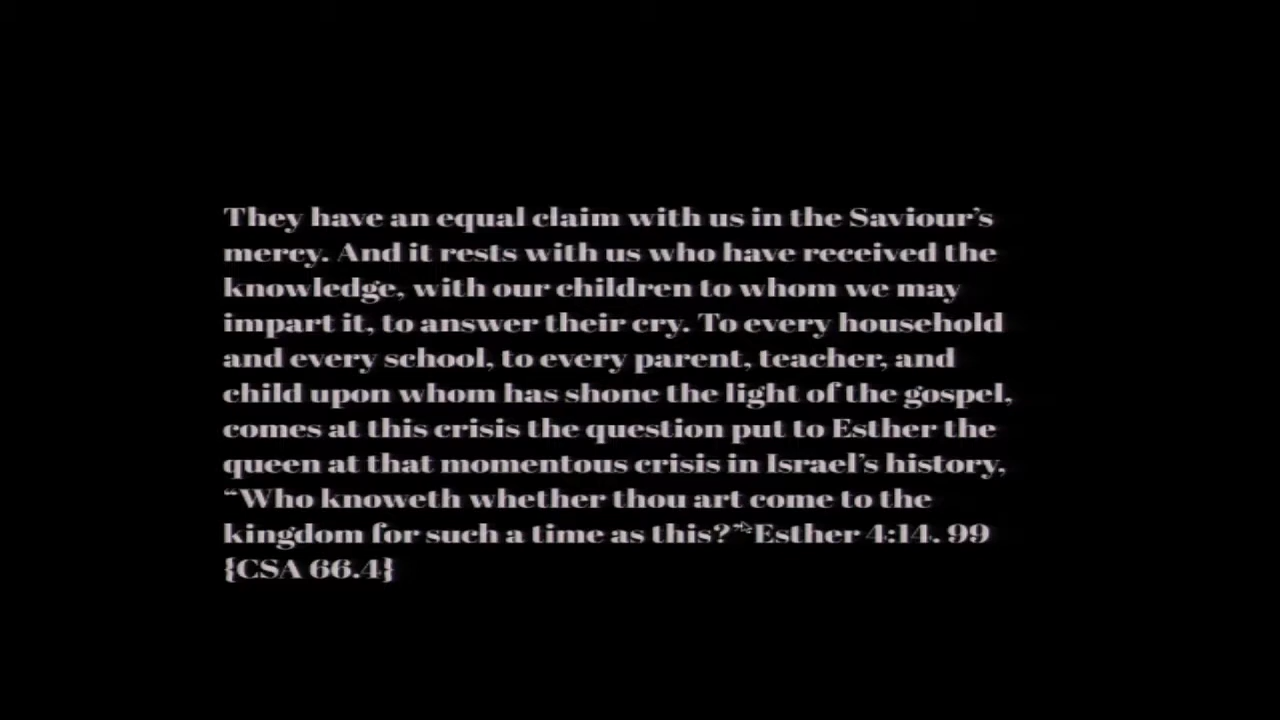 They have an equal claim with us in the Saviour’s
mercy. And it rests with us who have received the
knowledge, with our children to whom we may
impart it, to answer their cry. To every household
and every school, to every parent, teacher, and
child upon whom has shone the light of the gospel,
comes at this crisis the question put to Esther the
queen at that momentous crisis in Israel’s history,
“Who knoweth whether thou art come to the
kingdom for such a time as this?” Esther 4:14. 99
{CSA 66.4}